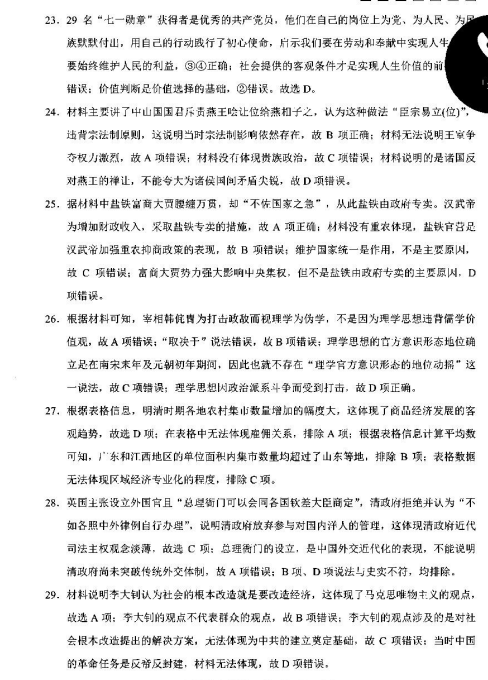 23. 29 名“七一勋章”获得者是优秀的共产党员，他们在自己的岗位上为党、为人民、为民
族默默付出，用自己的行动践行了初心使命，启示我们要在劳动和奉献中实现人生
要始终维护人民的利益，③④正确；社会提供的客观条件才是实现人生价值的前
错误；价值判断是价值选择的基础，②错误。故选 D。
24. 材料主要讲了中山国国君斥责燕王哙让位给燕相子之，认为这种做法“臣宗易立(位)”，
违背宗法制原则，这说明当时宗法制影响依然存在，故 B 项正确；材料无法说明王室争
夺权力激烈，故 A 项错误；材料没有体现贵族政治，故 C 项错误；材料说明的是诸国反
对燕王的禅让，不能夸大为诸侯国间矛盾尖锐，故 D 项错误。
25. 据材料中盐铁富商大贾腰缠万贯，却“不佐国家之急”，从此盐铁由政府专卖。汉武帝
为增加财政收入，采取盐铁专卖的措施，故 A 项正确；材料没有重农体现，盐铁官营是
汉武帝加强重农抑商政策的表现，故 B 项错误；维护国家统一是作用，不是主要原因，
故 C 项错误；富商大贾势力强大影响中央集权，但不是盐铁由政府专卖的主要原因，D
项错误。
26. 根据材料可知，宰相韩侂胄为打击政敌而视理学为伪学，不是因为理学思想违背儒学价
值观，故 A 项错误；“取决于”说法错误，故 B 项错误；理学思想的官方意识形态地位确
立是在南宋末年及元朝初年期间，因此也就不存在“理学官方意识形态的地位动摇”这
一说法，故 C 项错误；理学思想因政治派系斗争而受到打击，故 D 项正确。
27. 根据表格信息，明清时期各地农村集市数量增加的幅度大，这体现了商品经济发展的客
观趋势，故选 D 项；在表格中无法体现雇佣关系，排除 A 项；根据表格信息计算平均数
可知，广东和江西地区的单位面积内集市数量均超过了山东等地，排除 B 项；表格数据
无法体现区域经济专业化的程度，排除 C 项。
28. 英国主张设立外国官且“总理衙门可以会同各国钦差大臣商定”，清政府拒绝并认为“不
如各照中外律例自行办理”，说明清政府放弃参与对国内洋人的管理，这体现清政府近代
司法主权观念淡薄，故选 C 项；总理衙门的设立，是中国外交近代化的表现，不能说明
清政府尚未突破传统外交体制，故 A 项错误；B 项、D 项说法与史实不符，均排除。
29. 材料说明李大钊认为社会的根本改造就是要改造经济，这体现了马克思唯物主义的观点，
故选 A 项；李大钊的观点不代表群众的观点，故 B 项错误；李大钊的观点涉及的是对社
会根本改造提出的解决方案，无法体现为中共的建立奠定基础，故 C 项错误；当时中国
的革命任务是反帝反封建，材料无法体现，故 D 项错误。